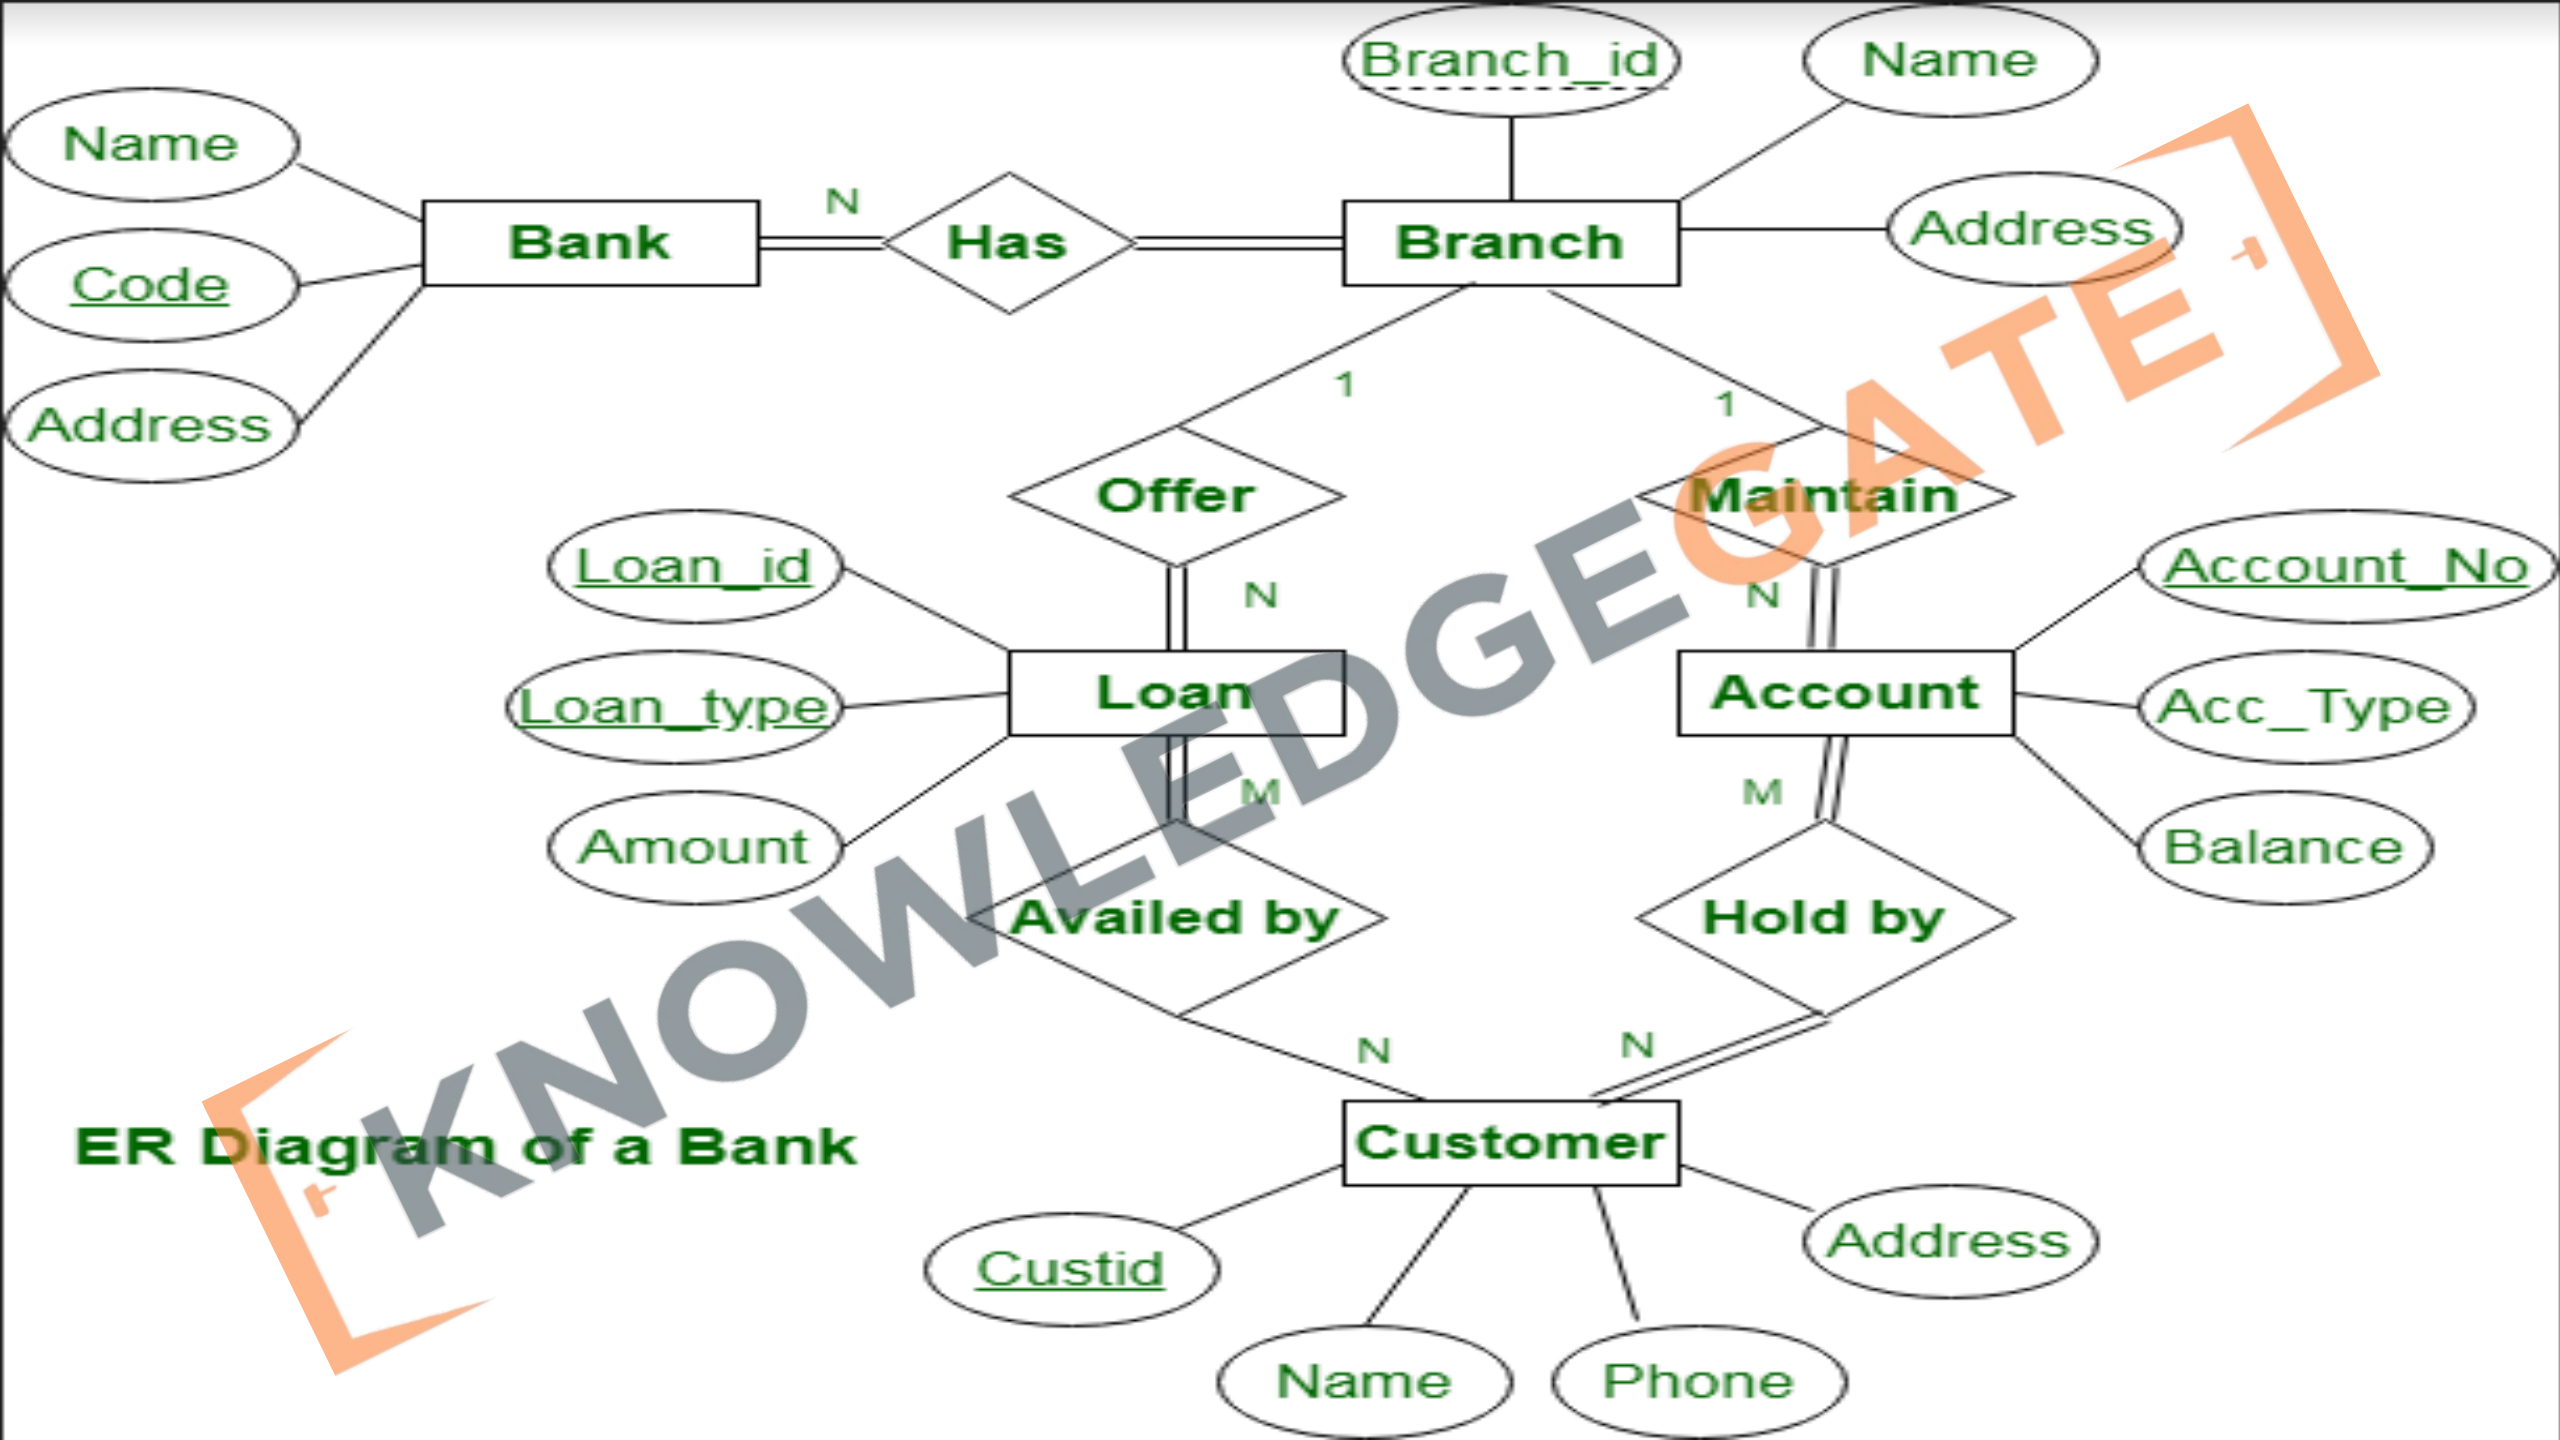 Branch_id
Name
Name
Address
Bank
N
Has
Branch
Code
Address
1
1
Offer
Maintain
Loan_id
N
N
Account_No
Loan
Account
Loan_type
Acc_Type
M
M
Amount
Balance
Availed by
Hold by
N
N
KNOWLEDGEGATE
ER Diagram of a Bank
Customer
Custid
Address
Name
Phone